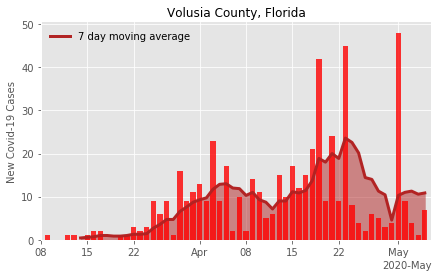 Volusia County, Florida
7 day moving average
New Covid-19 Cases
50
40
30
20
10
0
08
15
22
Apr
08
15
22
May
2020-May